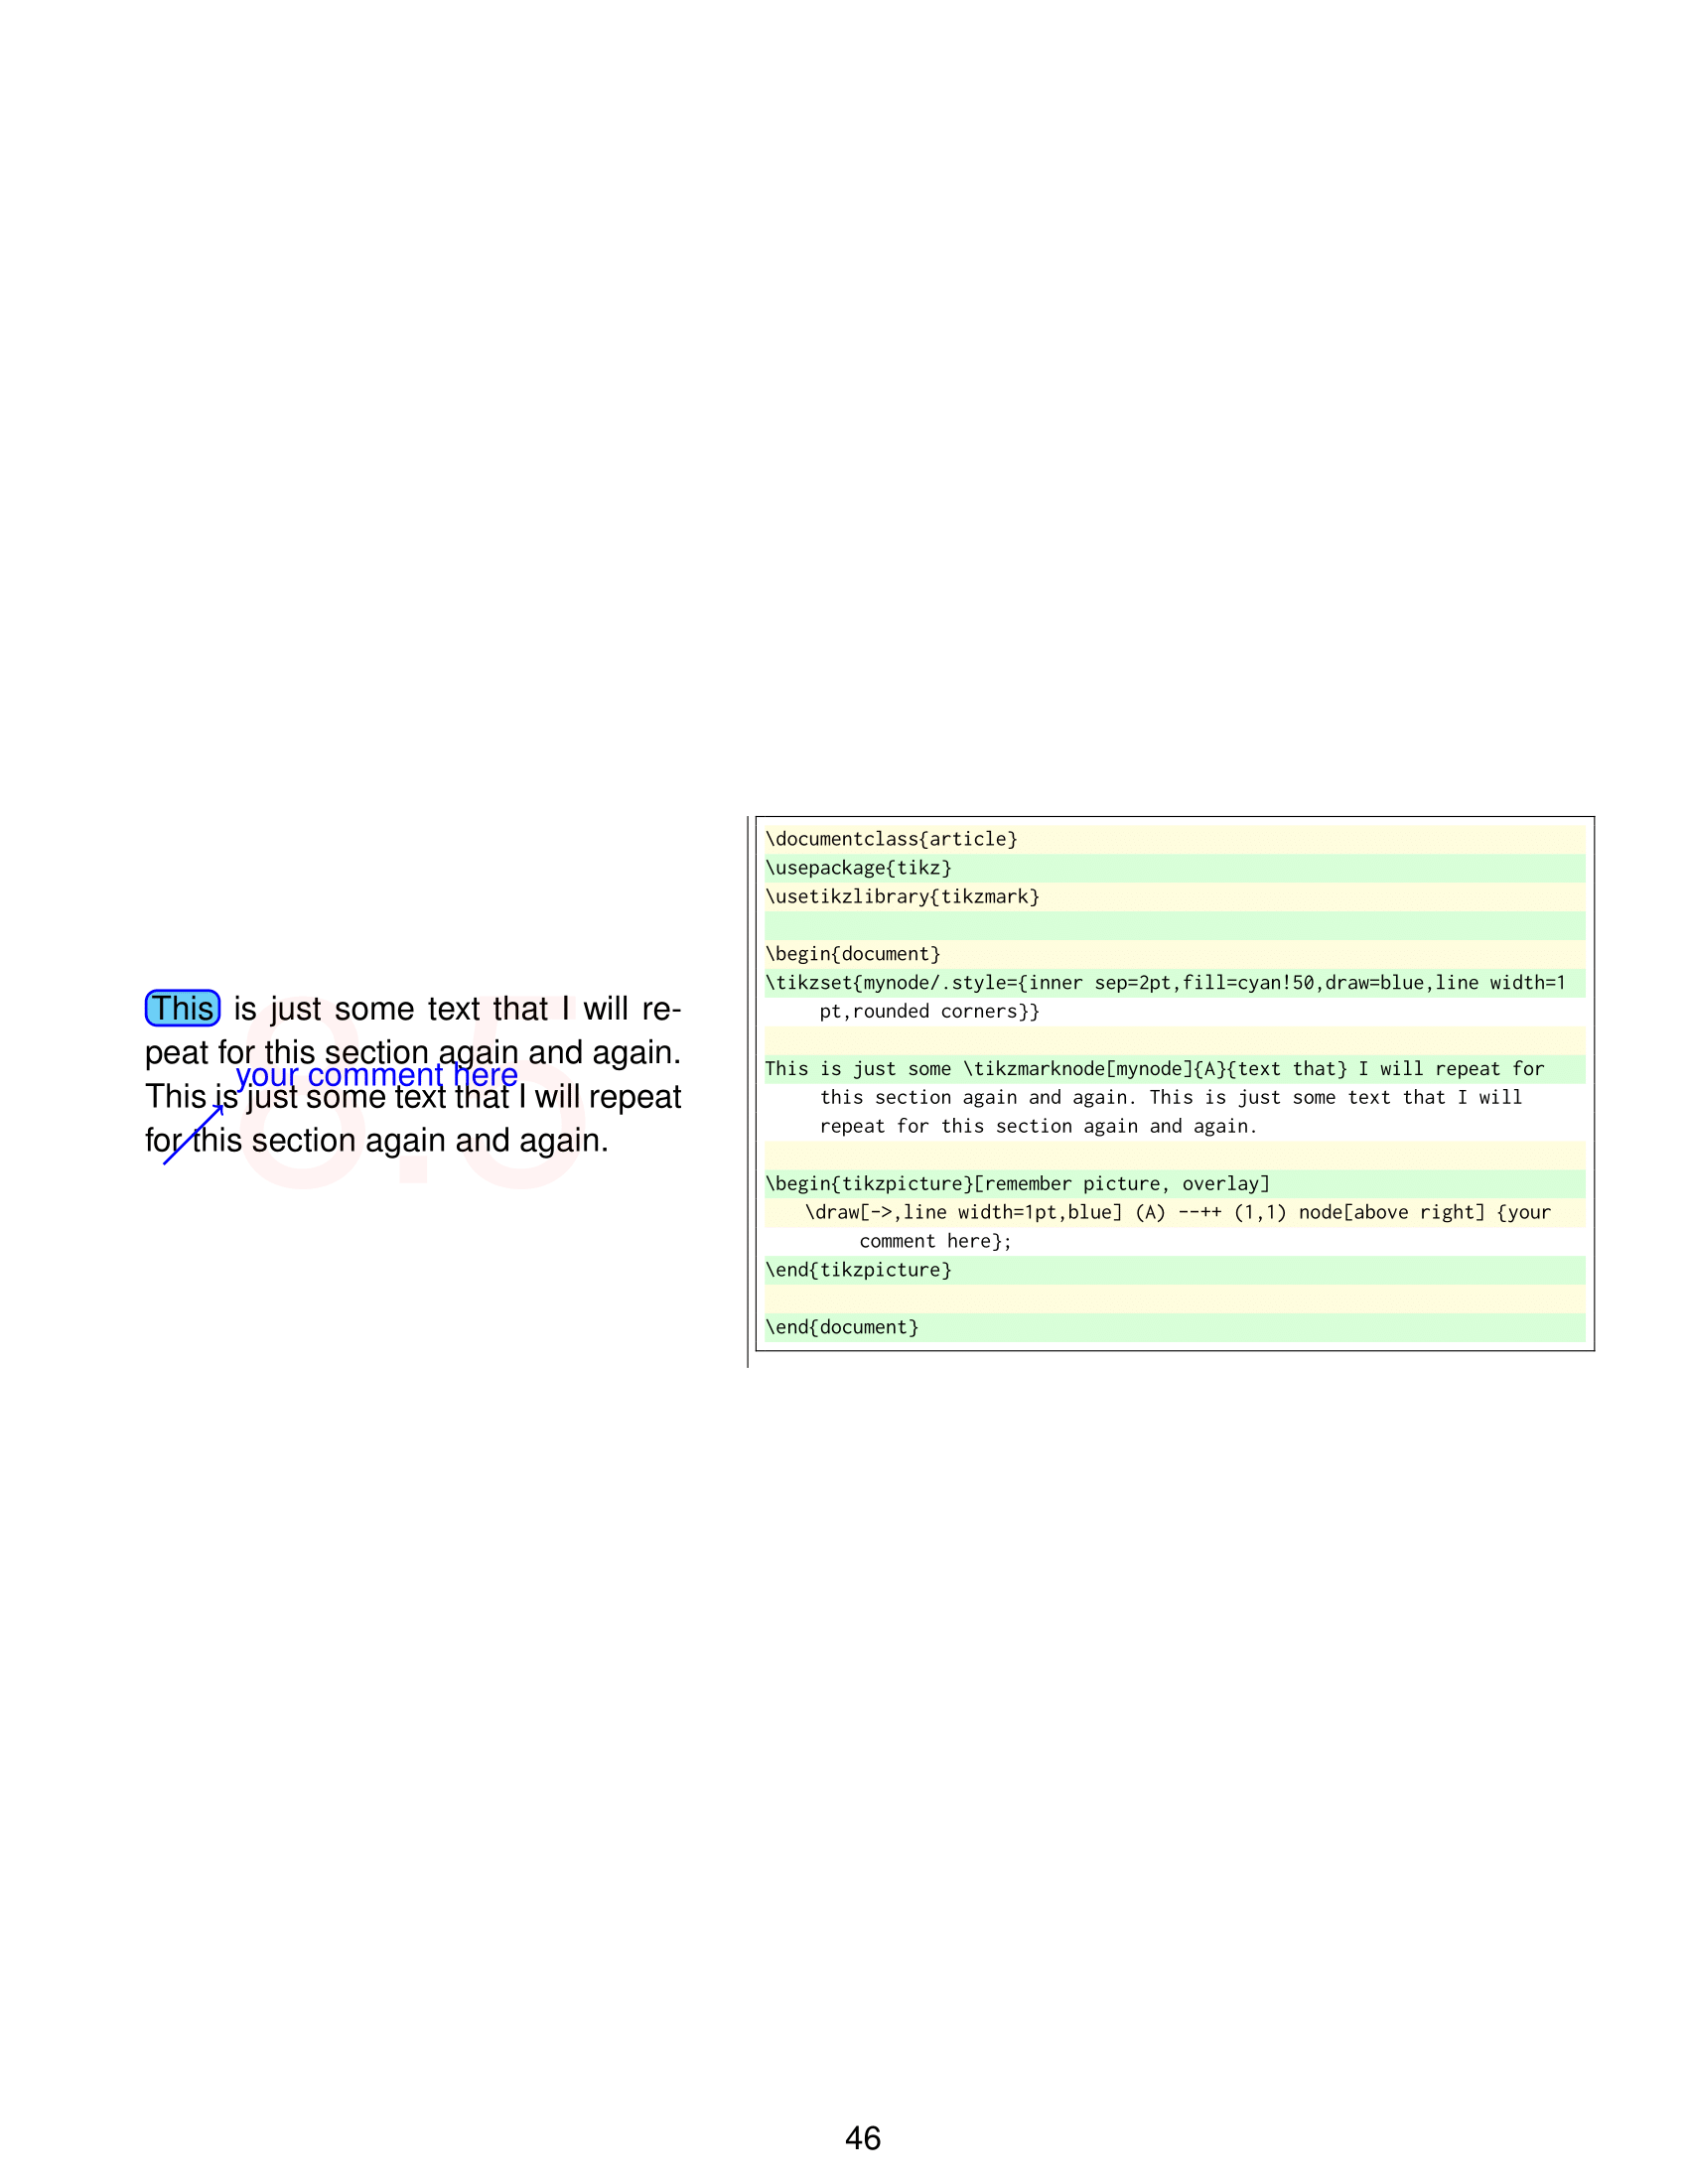 This is just some text that I will re-
peat for this section again and again.
your comment here
This is just some text that I will repeat
for this section again and again.
8.5
\documentclass{article}
\usepackage{tikz}
\usetikzlibrary{tikzmark}
\begin{document}
\tikzset{mynode/.style={inner sep=2pt,fill=cyan!50,draw=blue,line width=1
pt,rounded corners}}
This is just some \tikzmarknode[mynode]{A}{text that} I will repeat for
this section again and again. This is just some text that I will
repeat for this section again and again.
\begin{tikzpicture}[remember picture, overlay]
\draw[->,line width=1pt,blue] (A) --++ (1,1) node[above right] {your
comment here};
\end{tikzpicture}
\end{document}
46